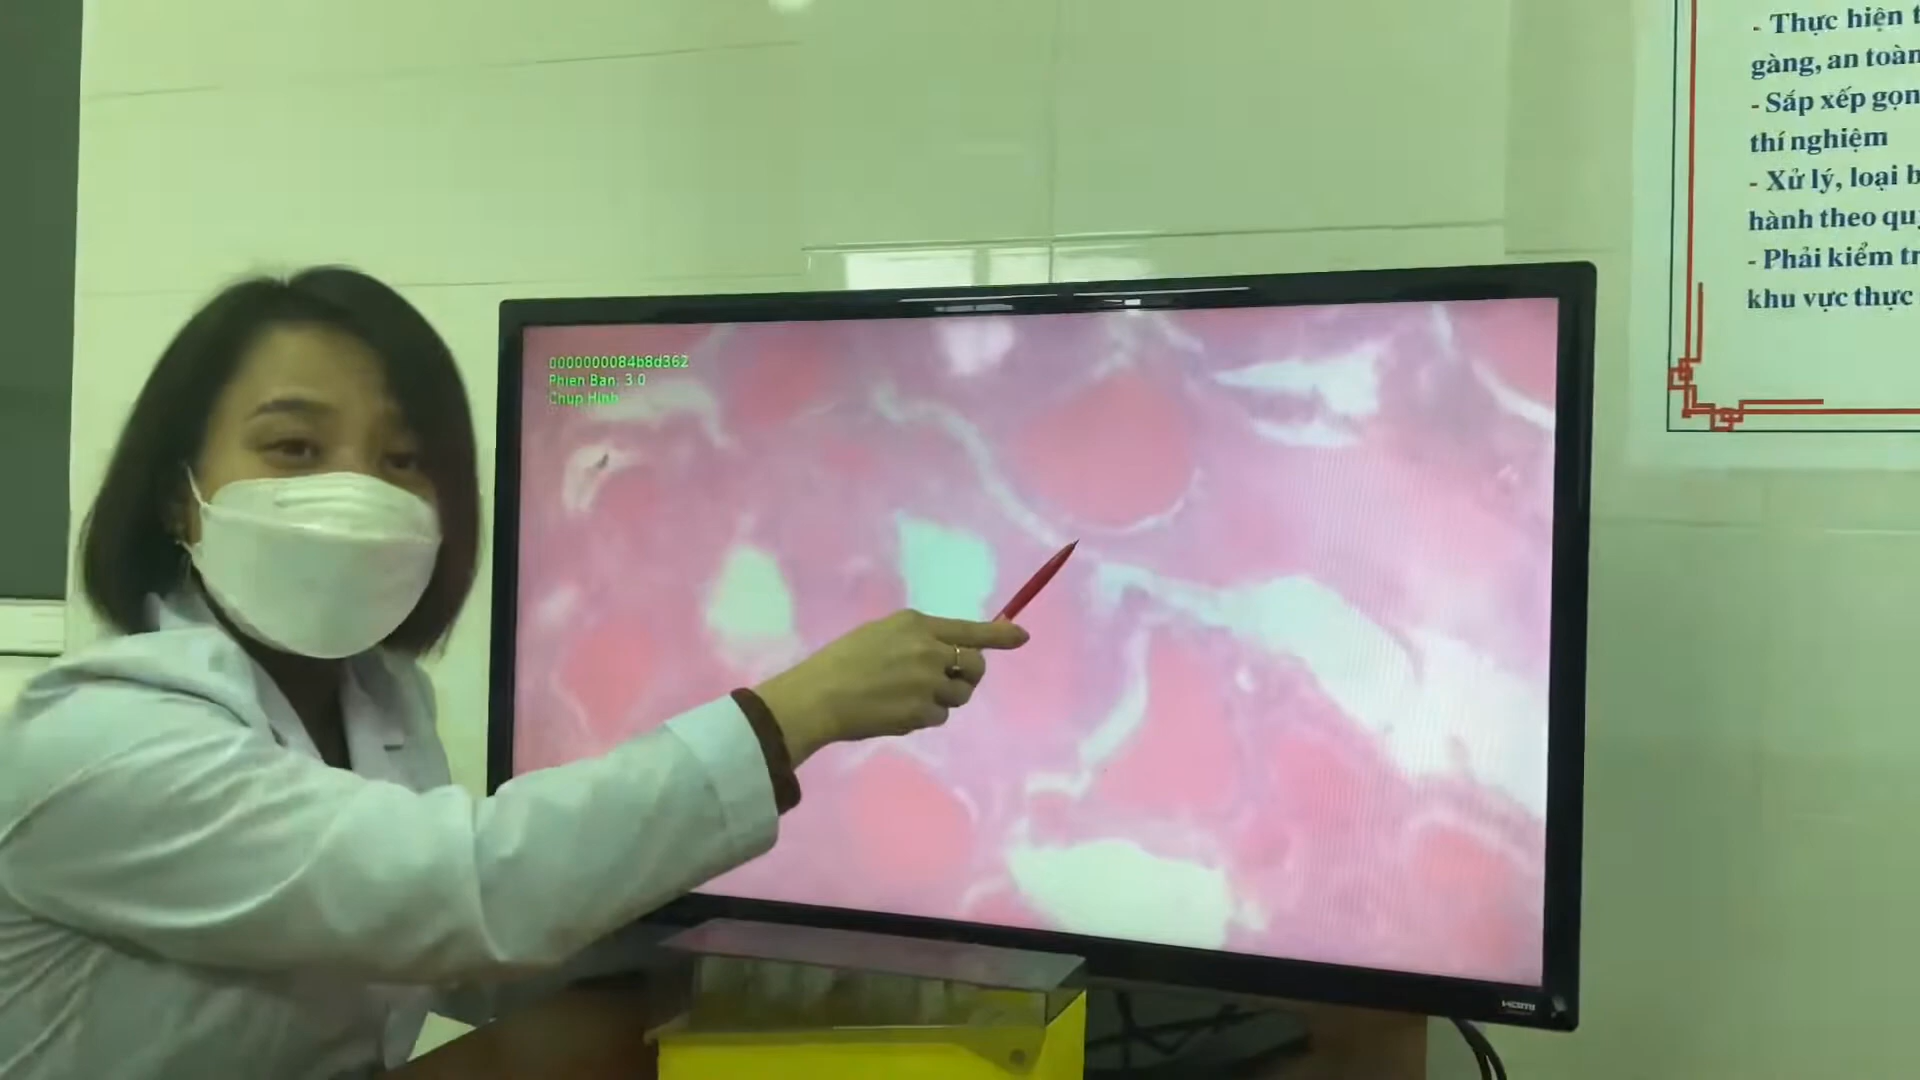 0000000084b8d362
Phien Ban: 3.0
Chup Hinh
- Thực hiện
gàng, an toàn
- Sắp xếp gọn
thí nghiệm
- Xử lý, loại
hành theo
- Phải kiểm
khu vực thực
HDMI